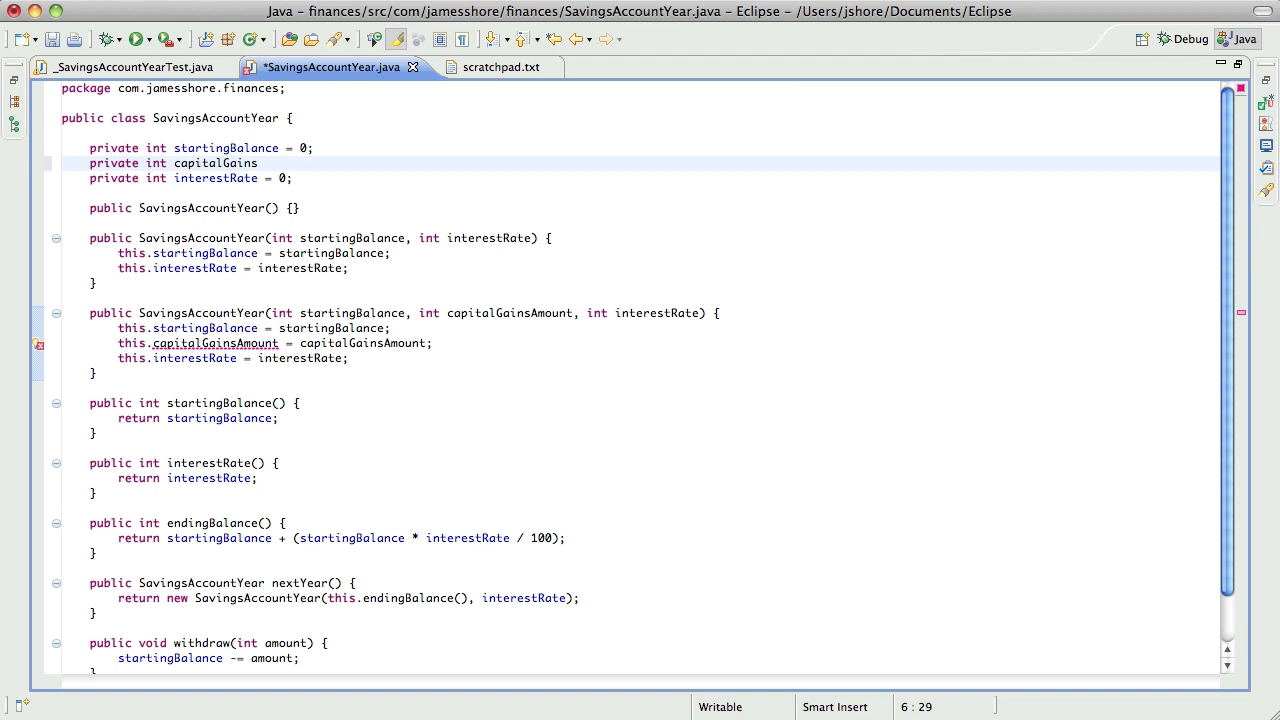 Java - finances/src/com/jamesshore/finances/SavingsAccountYear.java - Eclipse - /Users/jshore/Documents/Eclipse
Debug Java
_SavingsAccountYearTest.java *SavingsAccountYear.java scratchpad.txt
package com.jamesshore.finances;
public class SavingsAccountYear {
private int startingBalance = 0;
private int capitalGains
private int interestRate = 0;
public SavingsAccountYear() {}
public SavingsAccountYear(int startingBalance, int interestRate) {
this.startingBalance = startingBalance;
this.interestRate = interestRate;
}
public SavingsAccountYear(int startingBalance, int capitalGainsAmount, int interestRate) {
this.startingBalance = startingBalance;
this.capitalGainsAmount = capitalGainsAmount;
this.interestRate = interestRate;
}
public int startingBalance() {
return startingBalance;
}
public int interestRate() {
return interestRate;
}
public int endingBalance() {
return startingBalance + (startingBalance * interestRate / 100);
}
public SavingsAccountYear nextYear() {
return new SavingsAccountYear(this.endingBalance(), interestRate);
}
public void withdraw(int amount) {
startingBalance -= amount;
}
Writable Smart Insert 6 : 29